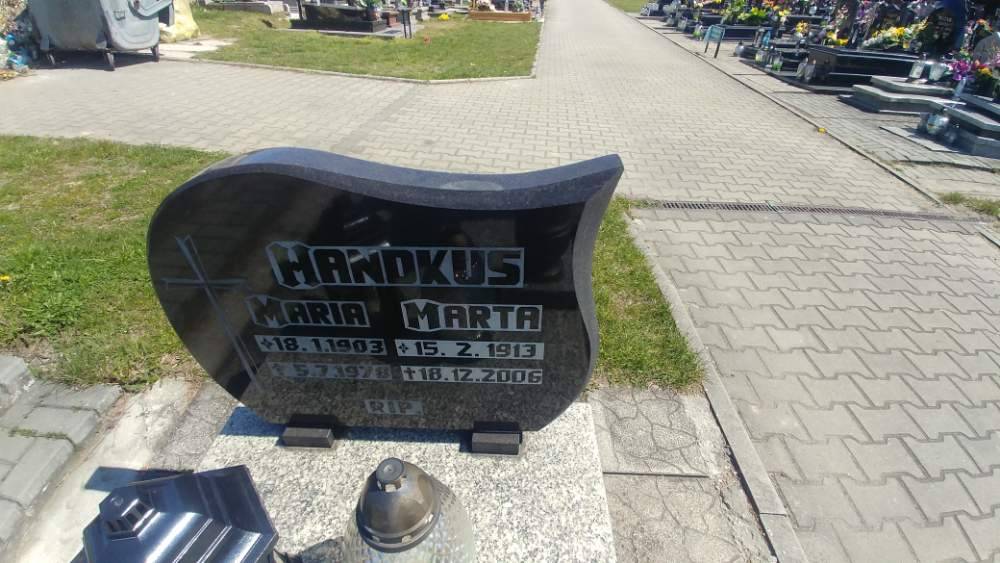 HANDKUS
MARIA MARTA
+18.1.1903 +15. 2. 1913
†5.7.1978 †18.12.2006
RIP